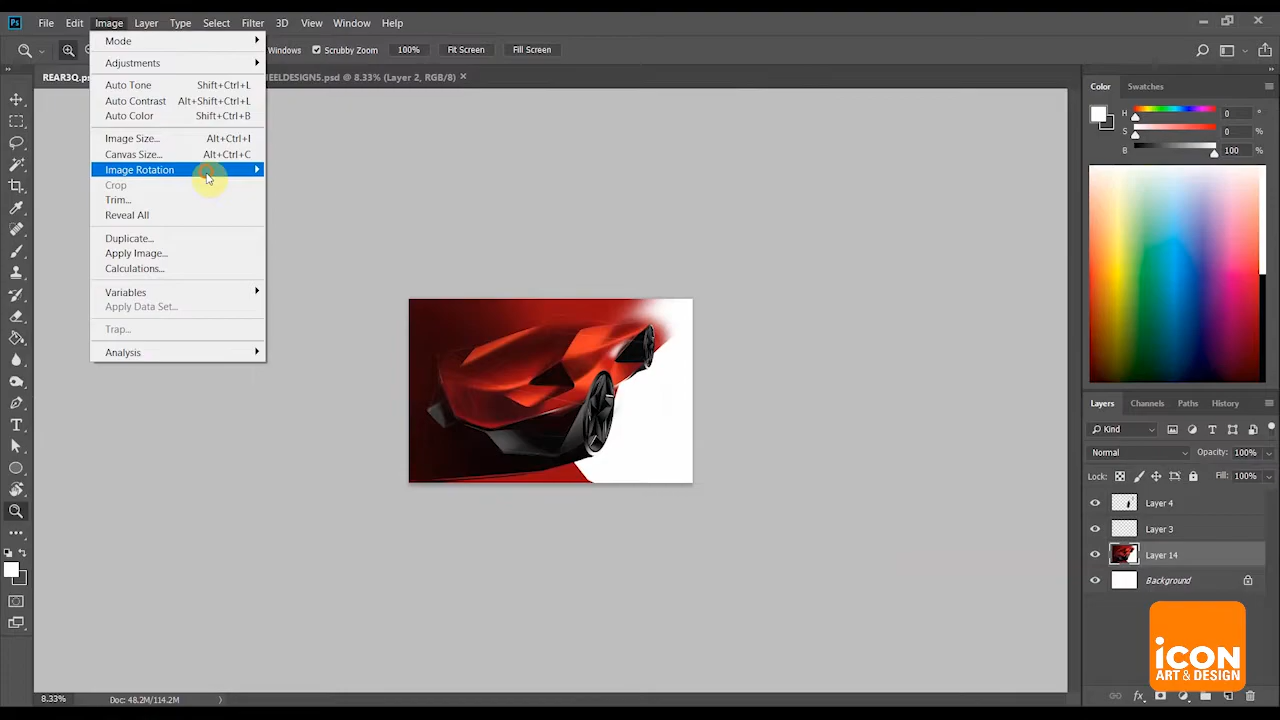 Ps File Edit Image Layer Type Select Filter 3D View Window Help
Windows Scrubby Zoom 100% Fit Screen Fill Screen
REAR3Q.ps EELDESIGN5.psd @ 8.33% (Layer 2, RGB/8) ×
Mode
Adjustments
Auto Tone Shift+Ctrl+L
Auto Contrast Alt+Shift+Ctrl+L
Auto Color Shift+Ctrl+B
Image Size... Alt+Ctrl+I
Canvas Size... Alt+Ctrl+C
Image Rotation
Crop
Trim...
Reveal All
Duplicate...
Apply Image...
Calculations...
Variables
Apply Data Set...
Trap...
Analysis
Color Swatches
H 0 °
S 0 %
B 100 %
Layers Channels Paths History
Kind
Normal Opacity: 100%
Lock: Fill: 100%
Layer 4
Layer 3
Layer 14
Background
iCON
ART & DESIGN
fx
8.33% Doc: 48.2M/114.2M